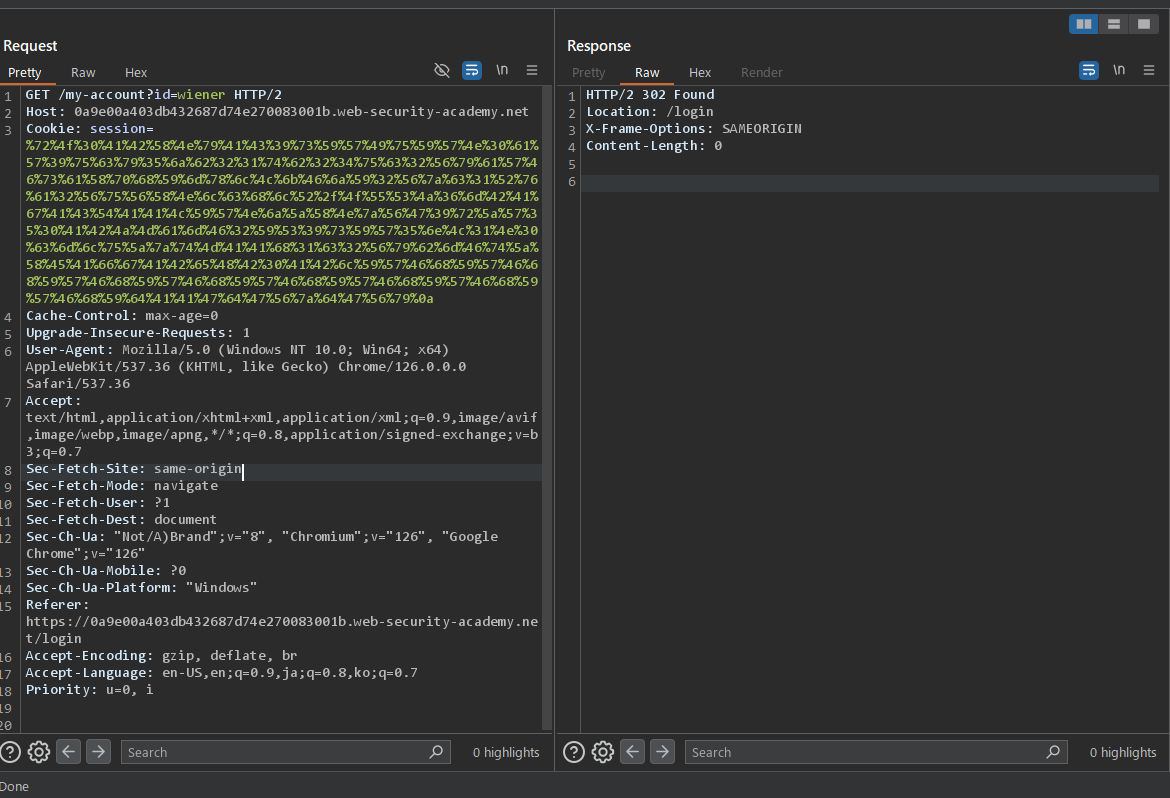 Request
Pretty Raw Hex \n
1 GET /my-account?id=wiener HTTP/2
2 Host: 0a9e00a403db432687d74e270083001b.web-security-academy.net
3 Cookie: session=
%72%4f%30%41%42%58%4e%79%41%43%39%73%59%57%49%75%59%57%4e%30%61%
57%39%75%63%79%35%6a%62%32%31%74%62%32%34%75%63%32%56%79%61%57%4
6%73%61%58%70%68%59%6d%78%6c%4c%6b%46%6a%59%32%56%7a%63%31%52%76
%61%32%56%75%56%58%4e%6c%63%68%6c%52%2f%4f%55%53%4a%36%6d%42%41%
67%41%43%54%41%41%4c%59%57%4e%6a%5a%58%4e%7a%56%47%39%72%5a%57%3
5%30%41%42%4a%4d%61%6d%46%32%59%53%39%73%59%57%35%6e%4c%31%4e%30
%63%6d%6c%75%5a%7a%74%4d%41%41%68%31%63%32%56%79%62%6d%46%74%5a%
58%45%41%66%67%41%42%65%48%42%30%41%42%6c%59%57%46%68%59%57%46%6
8%59%57%46%68%59%57%46%68%59%57%46%68%59%57%46%68%59%57%46%68%59
%57%46%68%59%64%41%41%47%64%47%56%7a%64%47%56%79%0a
4 Cache-Control: max-age=0
5 Upgrade-Insecure-Requests: 1
6 User-Agent: Mozilla/5.0 (Windows NT 10.0; Win64; x64)
AppleWebKit/537.36 (KHTML, like Gecko) Chrome/126.0.0.0
Safari/537.36
7 Accept:
text/html,application/xhtml+xml,application/xml;q=0.9,image/avif
,image/webp,image/apng,*/*;q=0.8,application/signed-exchange;v=b
3;q=0.7
8 Sec-Fetch-Site: same-origin
9 Sec-Fetch-Mode: navigate
10 Sec-Fetch-User: ?1
11 Sec-Fetch-Dest: document
12 Sec-Ch-Ua: "Not/A)Brand";v="8", "Chromium";v="126", "Google
Chrome";v="126"
13 Sec-Ch-Ua-Mobile: ?0
14 Sec-Ch-Ua-Platform: "Windows"
15 Referer:
https://0a9e00a403db432687d74e270083001b.web-security-academy.ne
t/login
16 Accept-Encoding: gzip, deflate, br
17 Accept-Language: en-US,en;q=0.9,ja;q=0.8,ko;q=0.7
18 Priority: u=0, i
19
20
Search 0 highlights
Response
Pretty Raw Hex Render \n
1 HTTP/2 302 Found
2 Location: /login
3 X-Frame-Options: SAMEORIGIN
4 Content-Length: 0
5
6
Search 0 highlights
Done